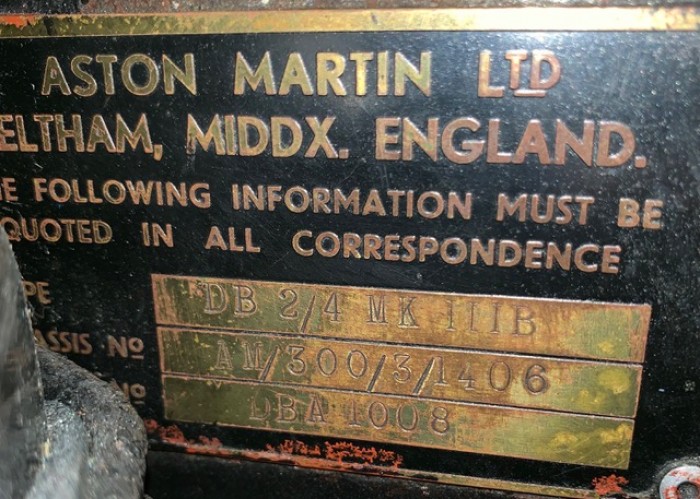 ASTON MARTIN LTD
ELTHAM, MIDDX. ENGLAND.
E FOLLOWING INFORMATION MUST BE
QUOTED IN ALL CORRESPONDENCE
PE DB 2/4 MK IIIB
ASSIS No AM/300/3/1406
No DBA 1008